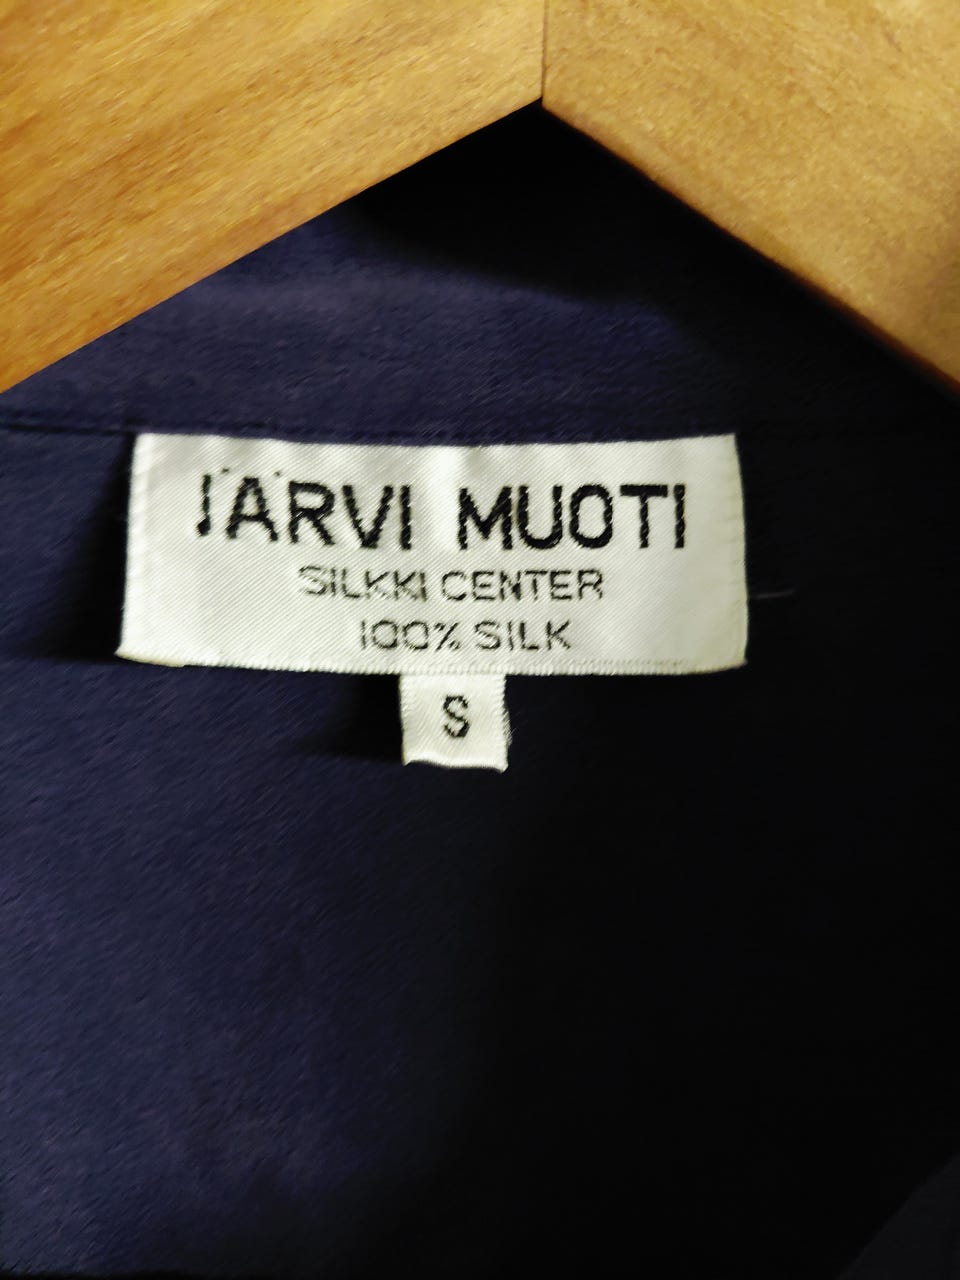 JÄRVI MUOTI
SILKKI CENTER
100% SILK
S